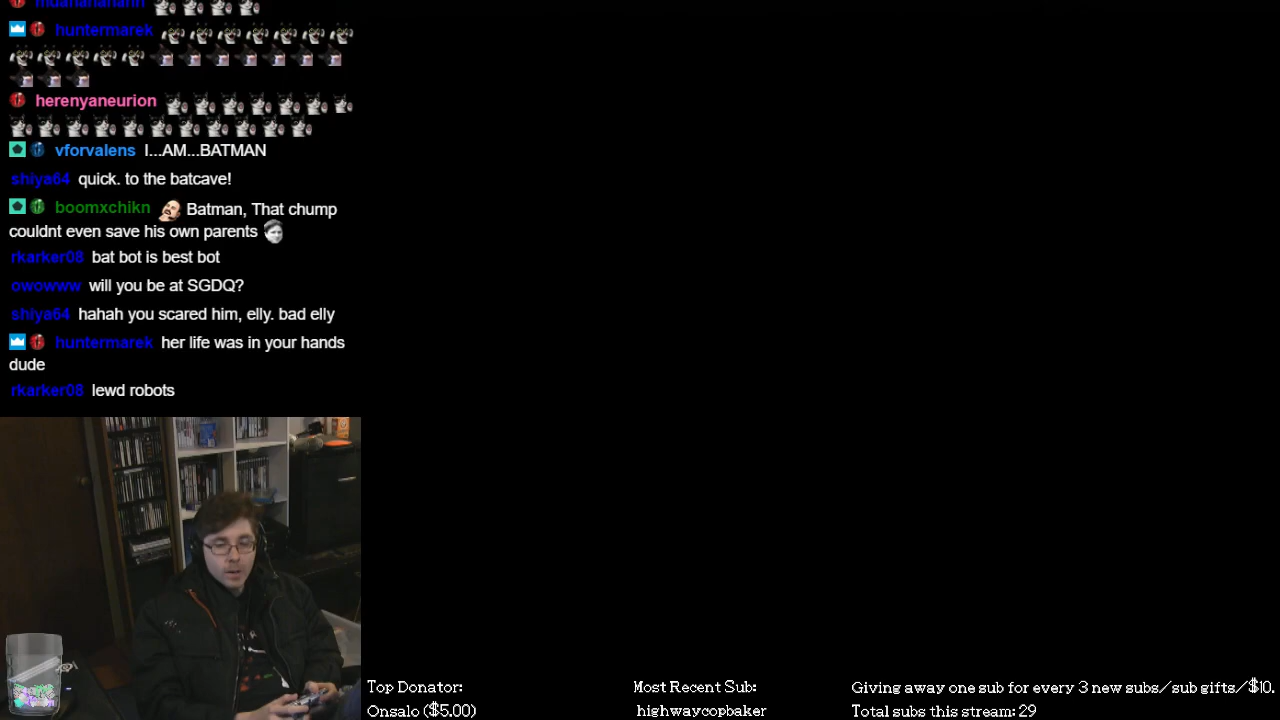 huntermarek
herenyaneurion
vforvalens I...AM...BATMAN
shiya64 quick. to the batcave!
boomxchikn Batman, That chump
couldnt even save his own parents
rkarker08 bat bot is best bot
owowww will you be at SGDQ?
shiya64 hahah you scared him, elly. bad elly
huntermarek her life was in your hands
dude
rkarker08 lewd robots
Top Donator:
Onsalo ($5.00)
Most Recent Sub:
highwaycopbaker
Giving away one sub for every 3 new subs/sub gifts/$10.
Total subs this stream: 29